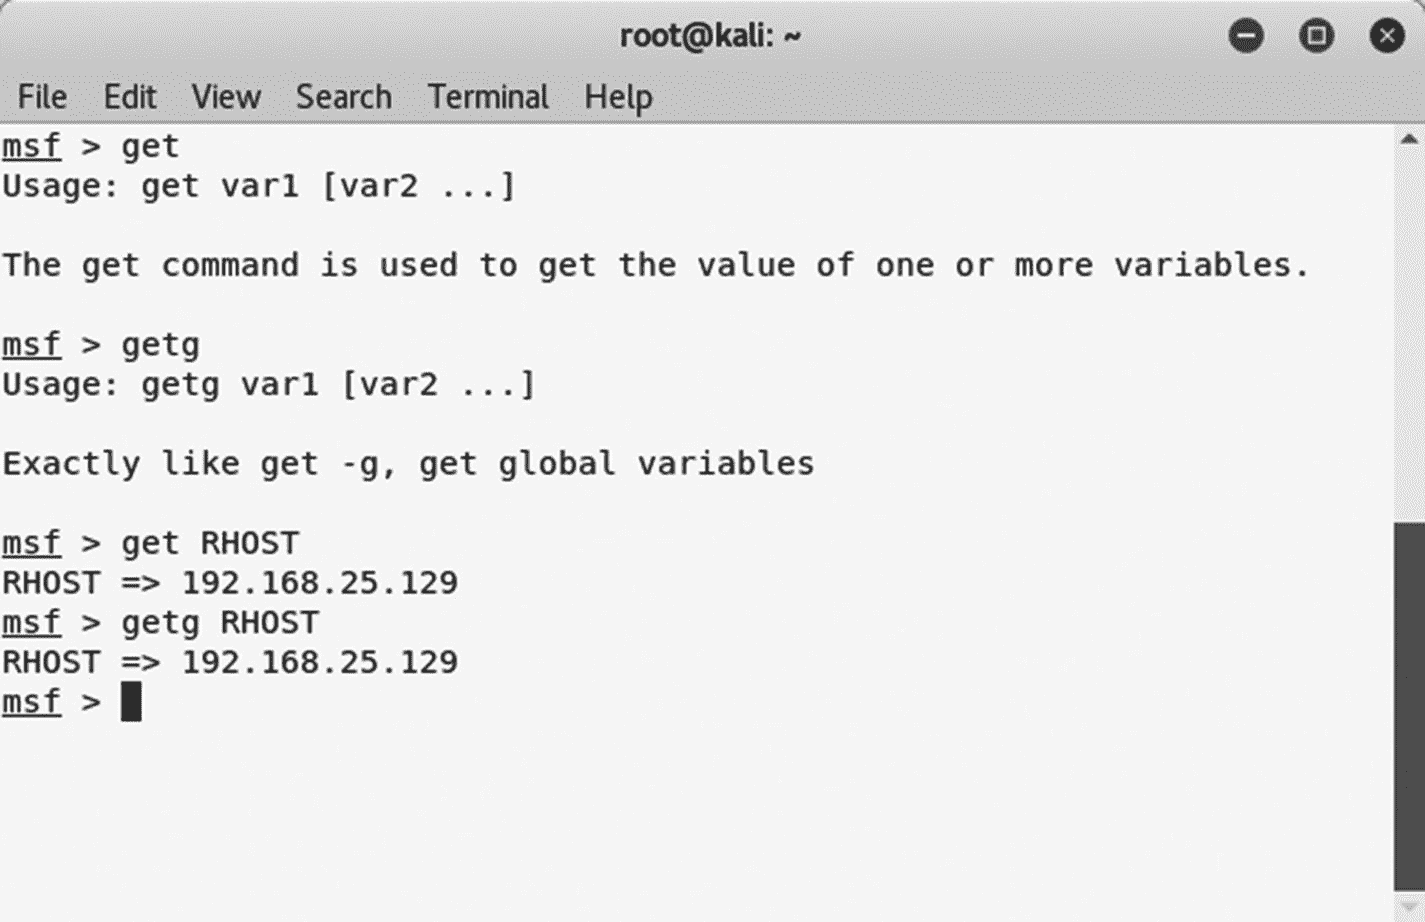 root@kali: ~
File Edit View Search Terminal Help
msf > get
Usage: get var1 [var2 ...]
The get command is used to get the value of one or more variables.
msf > getg
Usage: getg var1 [var2 ...]
Exactly like get -g, get global variables
msf > get RHOST
RHOST => 192.168.25.129
msf > getg RHOST
RHOST => 192.168.25.129
msf >